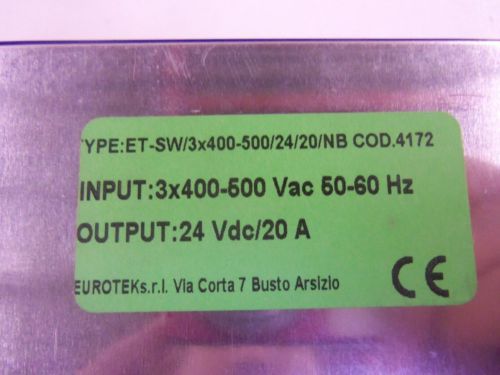 TYPE:ET-SW/3x400-500/24/20/NB COD.4172
INPUT:3x400-500 Vac 50-60 Hz
OUTPUT:24 Vdc/20 A
EUROTEKs.r.l. Via Corta 7 Busto Arsizio
CE